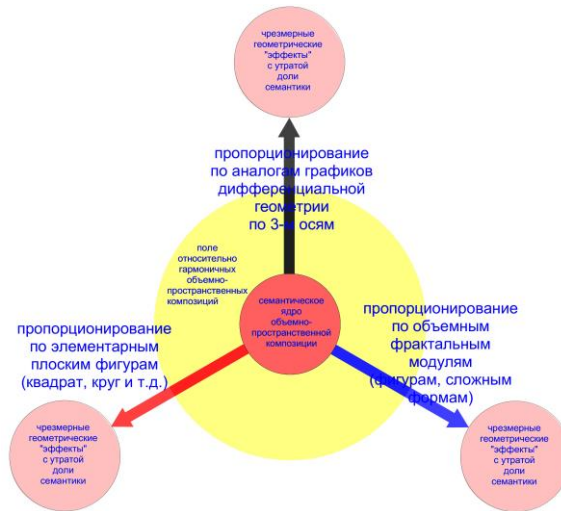 чрезмерные
геометрические
"эффекты"
с утратой
доли
семантики
пропорционирование
по аналогам графиков
дифференциальной
геометрии
по 3-м осям
поле
относительно
гармоничных
объемно-
пространственных
композиций
семантическое
ядро
объемно-
пространственной
композиции
пропорционирование
по элементарным
плоским фигурам
(квадрат, круг и т.д.)
пропорционирование
по объемным
фрактальным
модулям
(фигурам, сложным
формам)
чрезмерные
геометрические
"эффекты"
с утратой
доли
семантики
чрезмерные
геометрические
"эффекты"
с утратой
доли
семантики